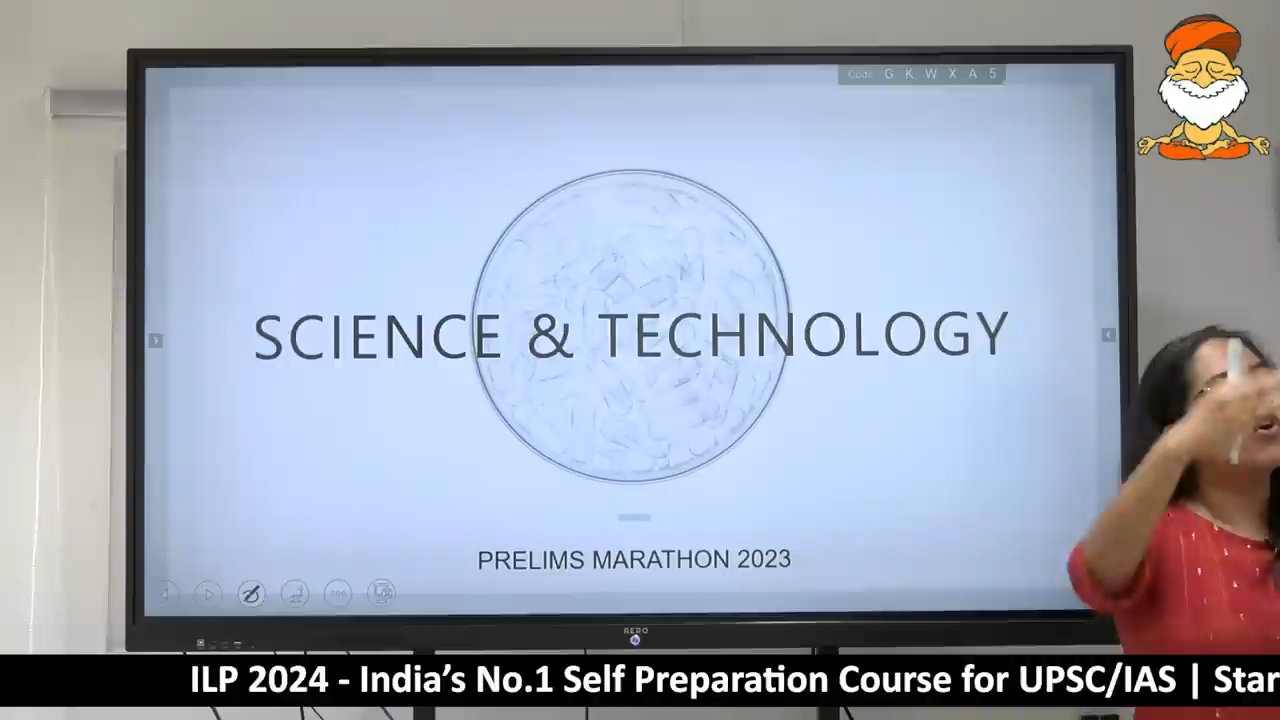 Code G K W X A 5
SCIENCE & TECHNOLOGY
PRELIMS MARATHON 2023
AERO
ILP 2024 - India’s No.1 Self Preparation Course for UPSC/IAS | Star